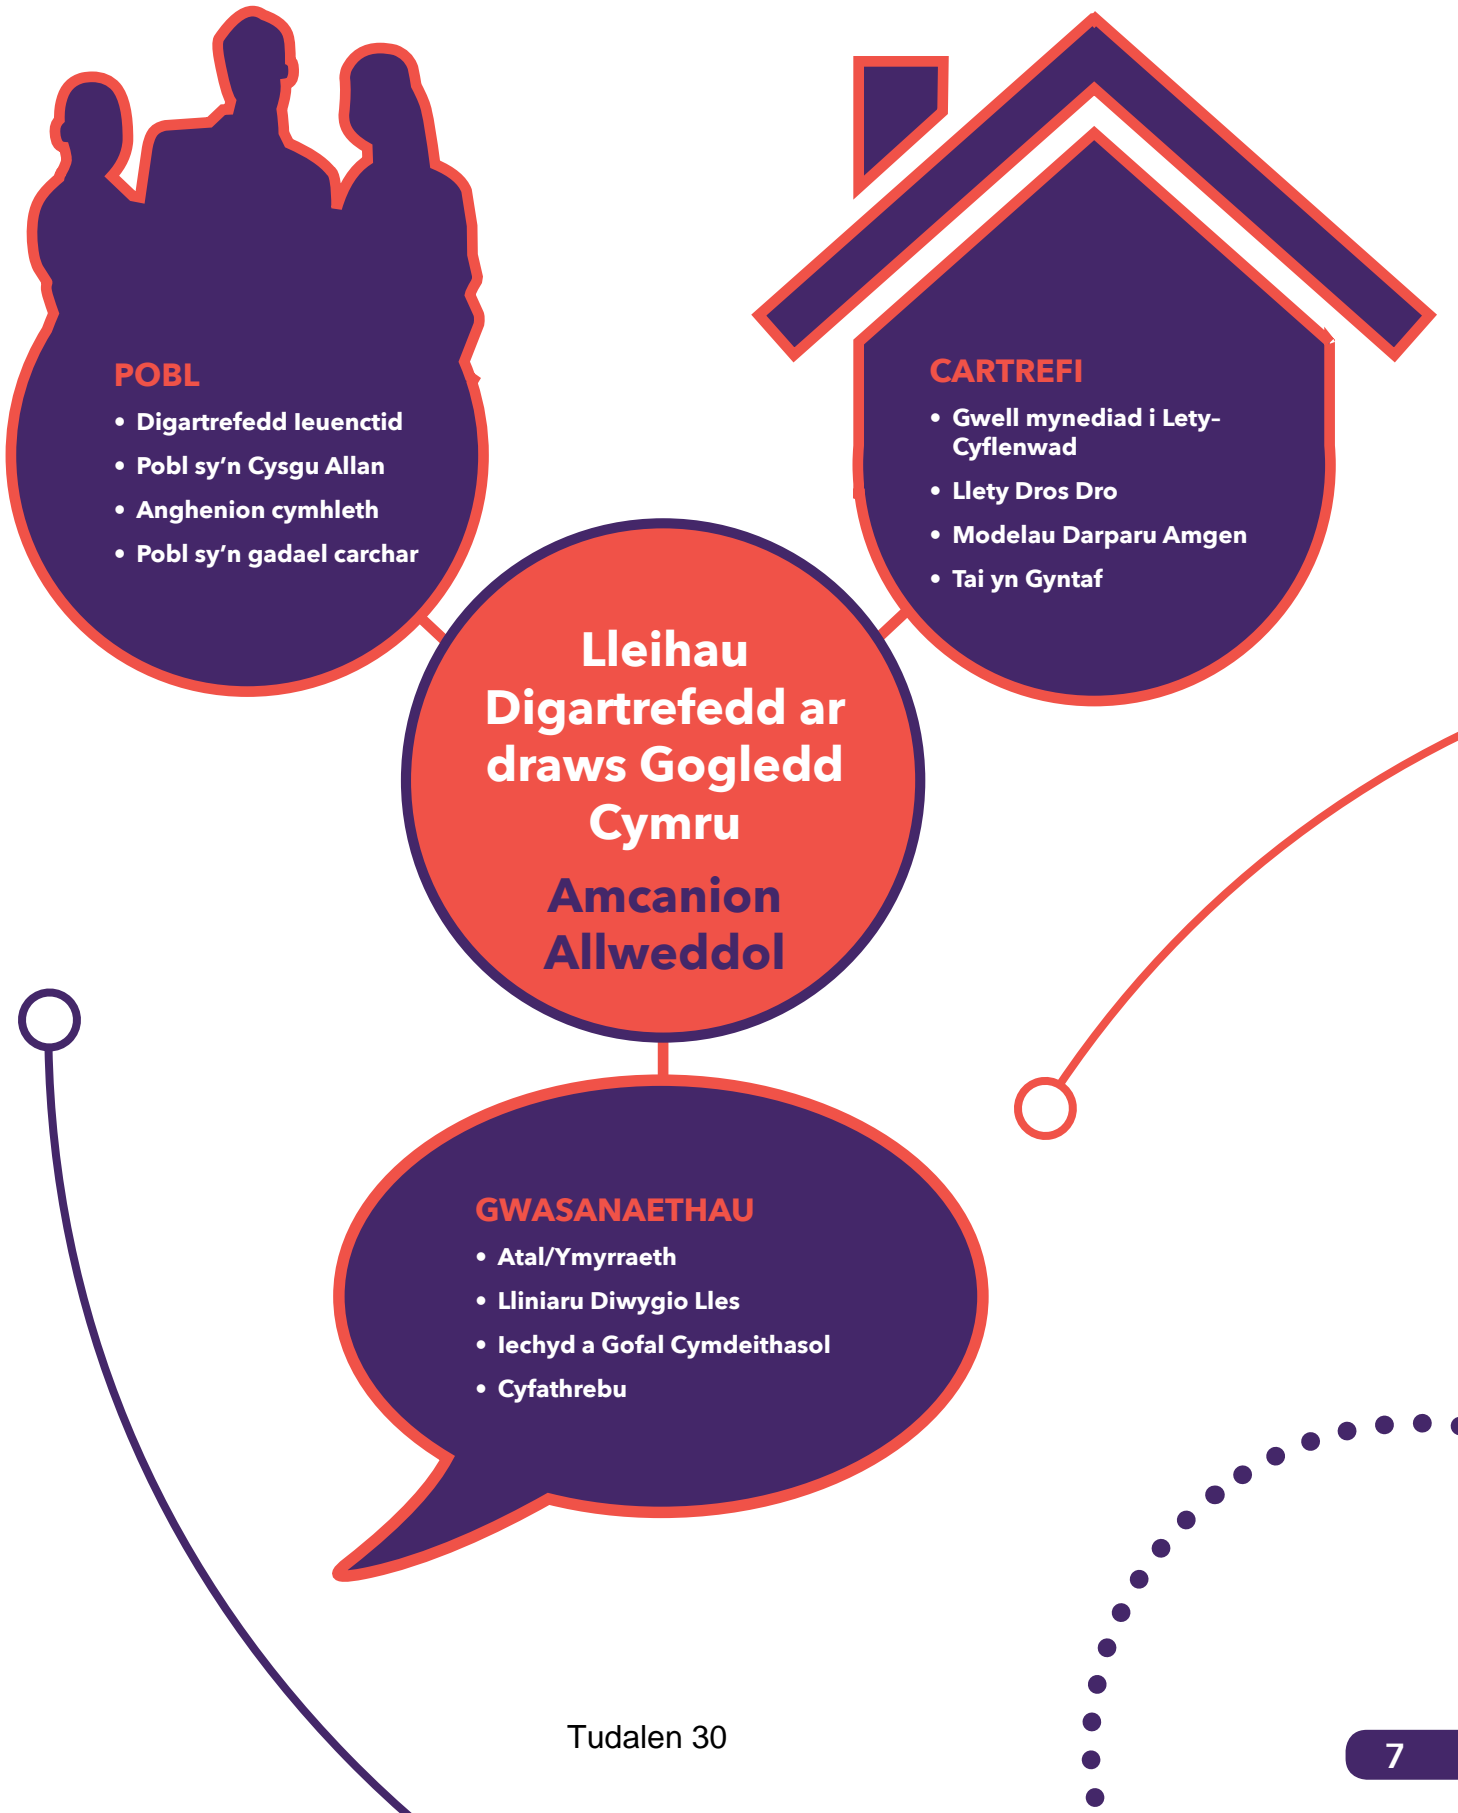 POBL
• Digartrefedd Ieuenctid
• Pobl sy’n Cysgu Allan
• Anghenion cymhleth
• Pobl sy’n gadael carchar
CARTREFI
• Gwell mynediad i Lety–
Cyflenwad
• Llety Dros Dro
• Modelau Darparu Amgen
• Tai yn Gyntaf
Lleihau
Digartrefedd ar
draws Gogledd
Cymru
Amcanion
Allweddol
GWASANAETHAU
• Atal/Ymyrraeth
• Lliniaru Diwygio Lles
• Iechyd a Gofal Cymdeithasol
• Cyfathrebu
Tudalen 30
7